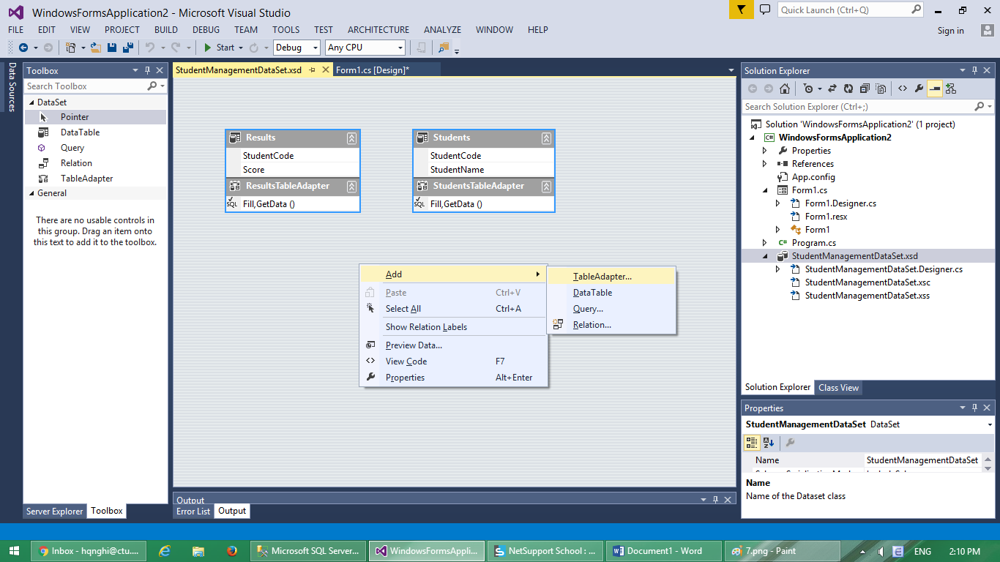 WindowsFormsApplication2 - Microsoft Visual Studio
Quick Launch (Ctrl+Q)
FILE EDIT VIEW PROJECT BUILD DEBUG TEAM TOOLS TEST ARCHITECTURE ANALYZE WINDOW HELP
Sign in
Start Debug Any CPU
Data Sources
Toolbox
Search Toolbox
DataSet
Pointer
DataTable
Query
Relation
TableAdapter
General
There are no usable controls in
this group. Drag an item onto
this text to add it to the toolbox.
Server Explorer Toolbox
StudentManagementDataSet.xsd Form1.cs [Design]*
Results
StudentCode
Score
ResultsTableAdapter
SQL Fill,GetData ()
Students
StudentCode
StudentName
StudentsTableAdapter
SQL Fill,GetData ()
Add
Paste Ctrl+V
Select All Ctrl+A
Show Relation Labels
Preview Data...
View Code F7
Properties Alt+Enter
TableAdapter...
DataTable
Query...
Relation...
Output
Error List Output
Solution Explorer
Search Solution Explorer (Ctrl+;)
Solution 'WindowsFormsApplication2' (1 project)
C# WindowsFormsApplication2
Properties
References
App.config
Form1.cs
Form1.Designer.cs
Form1.resx
Form1
C# Program.cs
StudentManagementDataSet.xsd
StudentManagementDataSet.Designer.cs
StudentManagementDataSet.xsc
StudentManagementDataSet.xss
Solution Explorer Class View
Properties
StudentManagementDataSet DataSet
Name StudentManagementDataSet
Name
Name of the Dataset class
Inbox - hqnghi@ctu....
Microsoft SQL Server...
WindowsFormsAppli...
NetSupport School : ...
Document1 - Word
7.png - Paint
ENG
2:10 PM